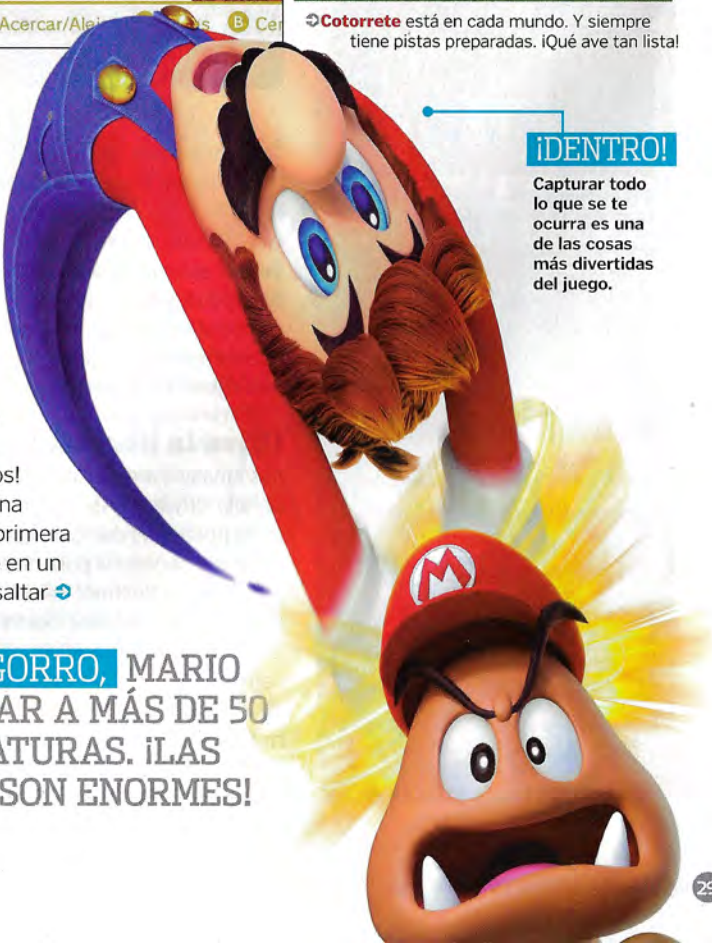 Acercar/Ale
B Cer
Cotorrete está en cada mundo. Y siempre
tiene pistas preparadas. ¡Qué ave tan lista!
¡DENTRO!
Capturar todo
lo que se te
ocurra es una
de las cosas
más divertidas
del juego.
os!
na
primera
en un
saltar
GORRO, MARIO
AR A MÁS DE 50
ATURAS. ¡LAS
SON ENORMES!
M
29